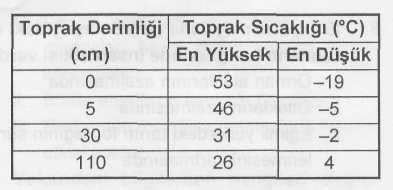 Toprak Derinliği (cm) Toprak Sıcaklığı (°C)
En Yüksek En Düşük
0 53 –19
5 46 –5
30 31 –2
110 26 4